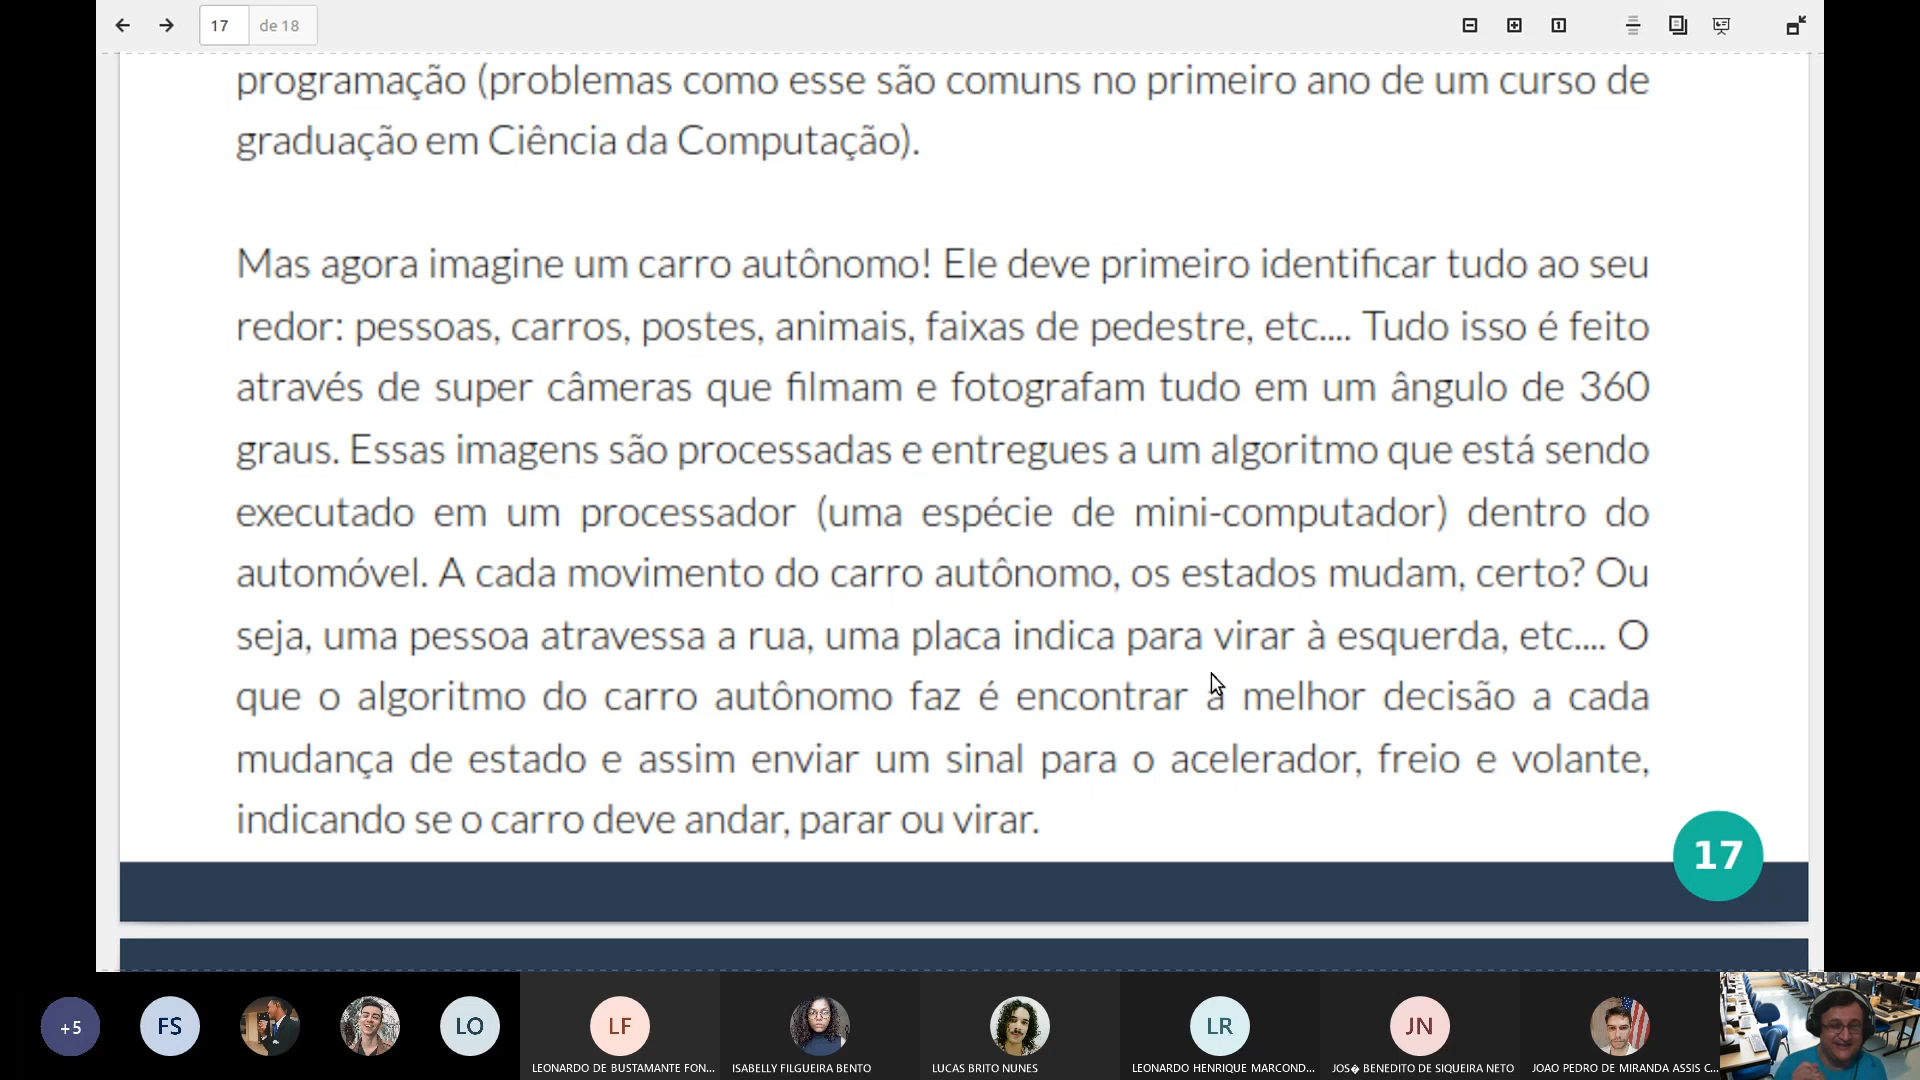 17 de 18
programação (problemas como esse são comuns no primeiro ano de um curso de
graduação em Ciência da Computação).
Mas agora imagine um carro autônomo! Ele deve primeiro identificar tudo ao seu
redor: pessoas, carros, postes, animais, faixas de pedestre, etc.... Tudo isso é feito
através de super câmeras que filmam e fotografam tudo em um ângulo de 360
graus. Essas imagens são processadas e entregues a um algoritmo que está sendo
executado em um processador (uma espécie de mini-computador) dentro do
automóvel. A cada movimento do carro autônomo, os estados mudam, certo? Ou
seja, uma pessoa atravessa a rua, uma placa indica para virar à esquerda, etc.... O
que o algoritmo do carro autônomo faz é encontrar a melhor decisão a cada
mudança de estado e assim enviar um sinal para o acelerador, freio e volante,
indicando se o carro deve andar, parar ou virar.
17
+5 FS LO LF LR JN
LEONARDO DE BUSTAMANTE FON... ISABELLY FILGUEIRA BENTO LUCAS BRITO NUNES LEONARDO HENRIQUE MARCOND... JOS� BENEDITO DE SIQUEIRA NETO JOAO PEDRO DE MIRANDA ASSIS C...